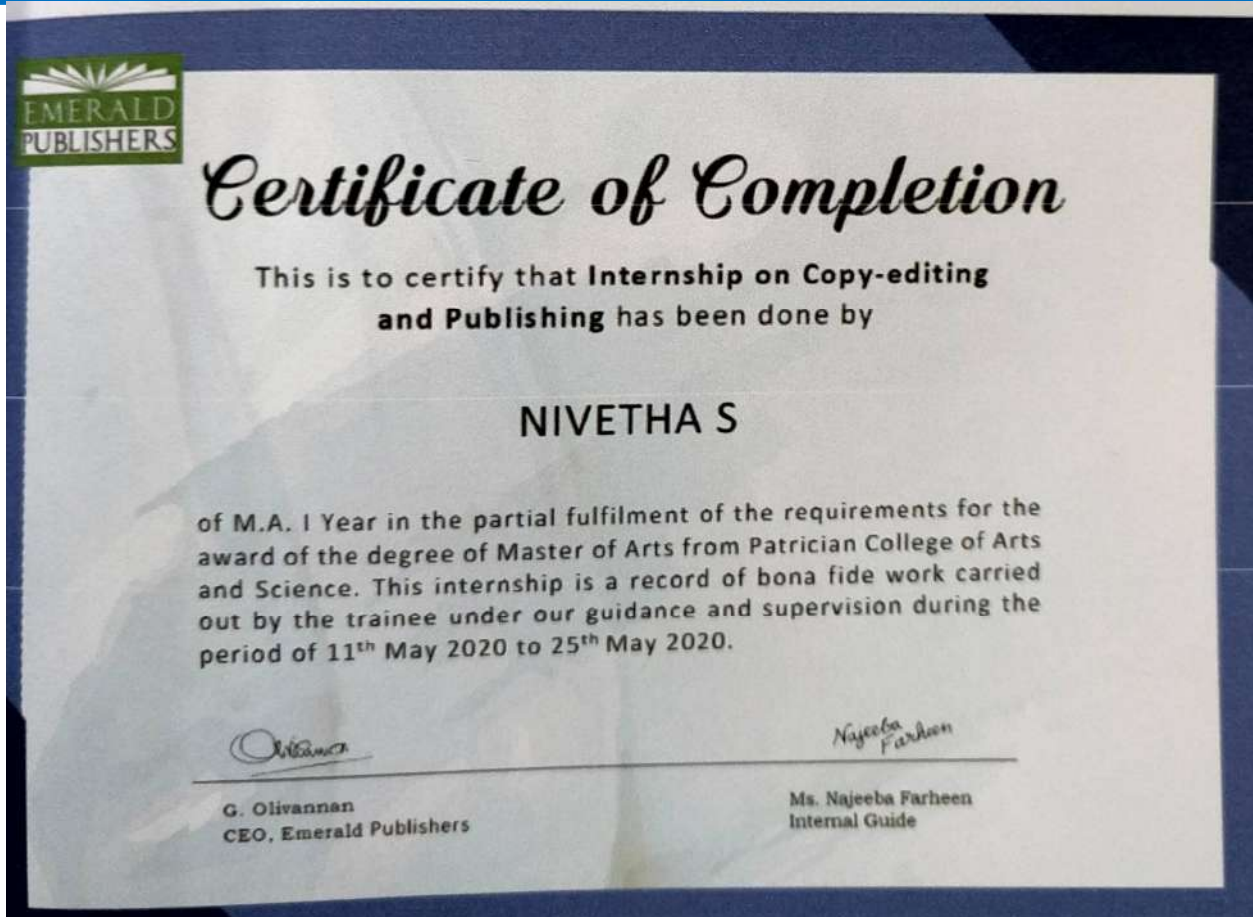 EMERALD
PUBLISHERS
Certificate of Completion
This is to certify that Internship on Copy-editing
and Publishing has been done by
NIVETHA S
of M.A. I Year in the partial fulfilment of the requirements for the
award of the degree of Master of Arts from Patrician College of Arts
and Science. This internship is a record of bona fide work carried
out by the trainee under our guidance and supervision during the
period of 11th May 2020 to 25th May 2020.
Najeeba
Farheen
G. Olivannan
CEO, Emerald Publishers
Ms. Najeeba Farheen
Internal Guide